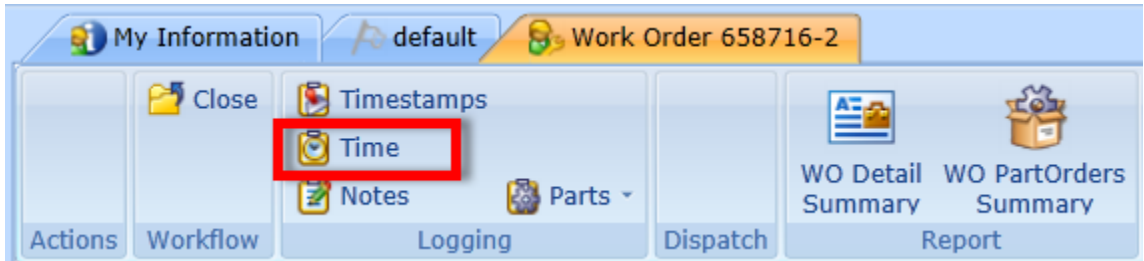 My Information default Work Order 658716-2
Close Timestamps
Time
Notes Parts
WO Detail Summary
WO PartOrders Summary
Actions Workflow Logging Dispatch Report